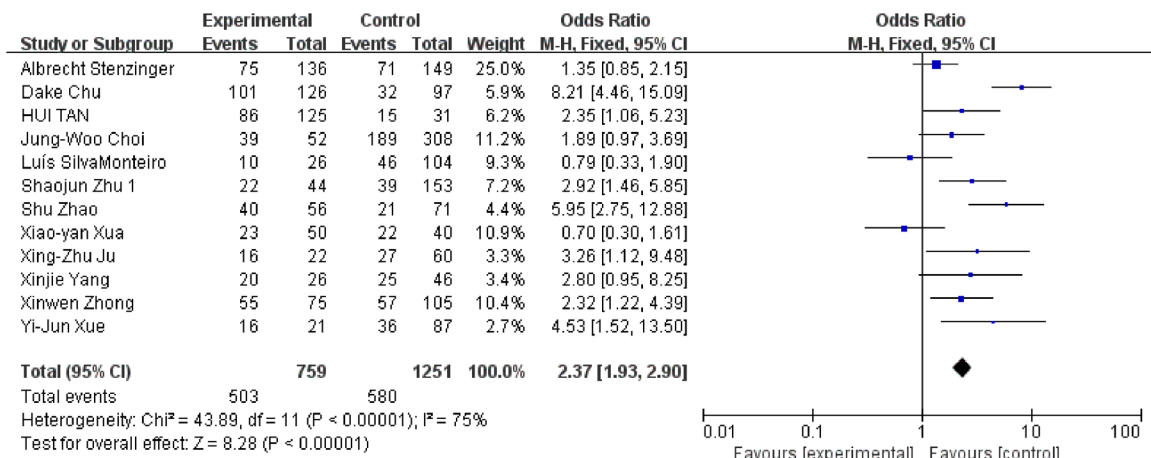 Experimental Control Odds Ratio Odds Ratio
Study or Subgroup Events Total Events Total Weight M-H, Fixed, 95% CI M-H, Fixed, 95% CI
Albrecht Stenzinger 75 136 71 149 25.0% 1.35 [0.85, 2.15]
Dake Chu 101 126 32 97 5.9% 8.21 [4.46, 15.09]
HUI TAN 86 125 15 31 6.2% 2.35 [1.06, 5.23]
Jung-Woo Choi 39 52 189 308 11.2% 1.89 [0.97, 3.69]
Luís SilvaMonteiro 10 26 46 104 9.3% 0.79 [0.33, 1.90]
Shaojun Zhu 1 22 44 39 153 7.2% 2.92 [1.46, 5.85]
Shu Zhao 40 56 21 71 4.4% 5.95 [2.75, 12.88]
Xiao-yan Xua 23 50 22 40 10.9% 0.70 [0.30, 1.61]
Xing-Zhu Ju 16 22 27 60 3.3% 3.26 [1.12, 9.48]
Xinjie Yang 20 26 25 46 3.6% 2.80 [0.95, 8.25]
Xinwen Zhong 55 75 57 105 10.4% 2.32 [1.22, 4.39]
Yi-Jun Xue 16 21 36 87 2.7% 4.53 [1.52, 13.50]
Total (95% CI) 759 1251 100.0% 2.37 [1.93, 2.90]
Total events 503 580
Heterogeneity: Chi² = 43.89, df = 11 (P < 0.00001); I² = 75%
Test for overall effect: Z = 8.28 (P < 0.00001)
0.01 0.1 1 10 100
Favours [experimental] Favours [control]